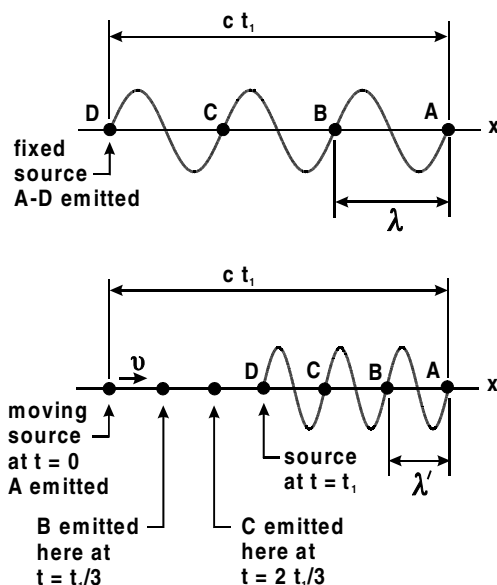 c t₁
D C B A x
fixed
source
A-D emitted
λ
c t₁
υ D C B A x
moving
source
at t = 0
A emitted
source
at t = t₁
λ′
B emitted
here at
t = t₁/3
C emitted
here at
t = 2 t₁/3